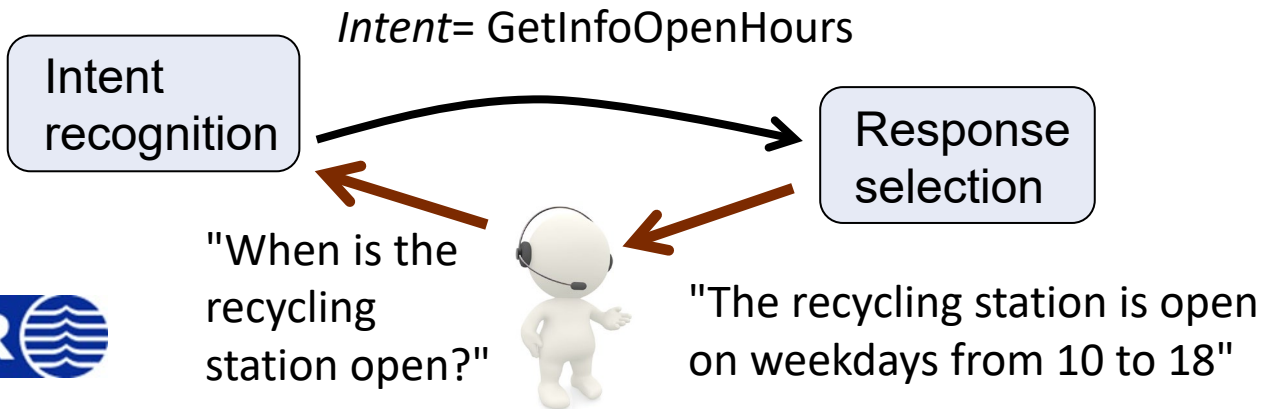 Intent= GetInfoOpenHours
Intent
recognition
Response
selection
"When is the
recycling
station open?"
"The recycling station is open
on weekdays from 10 to 18"
R